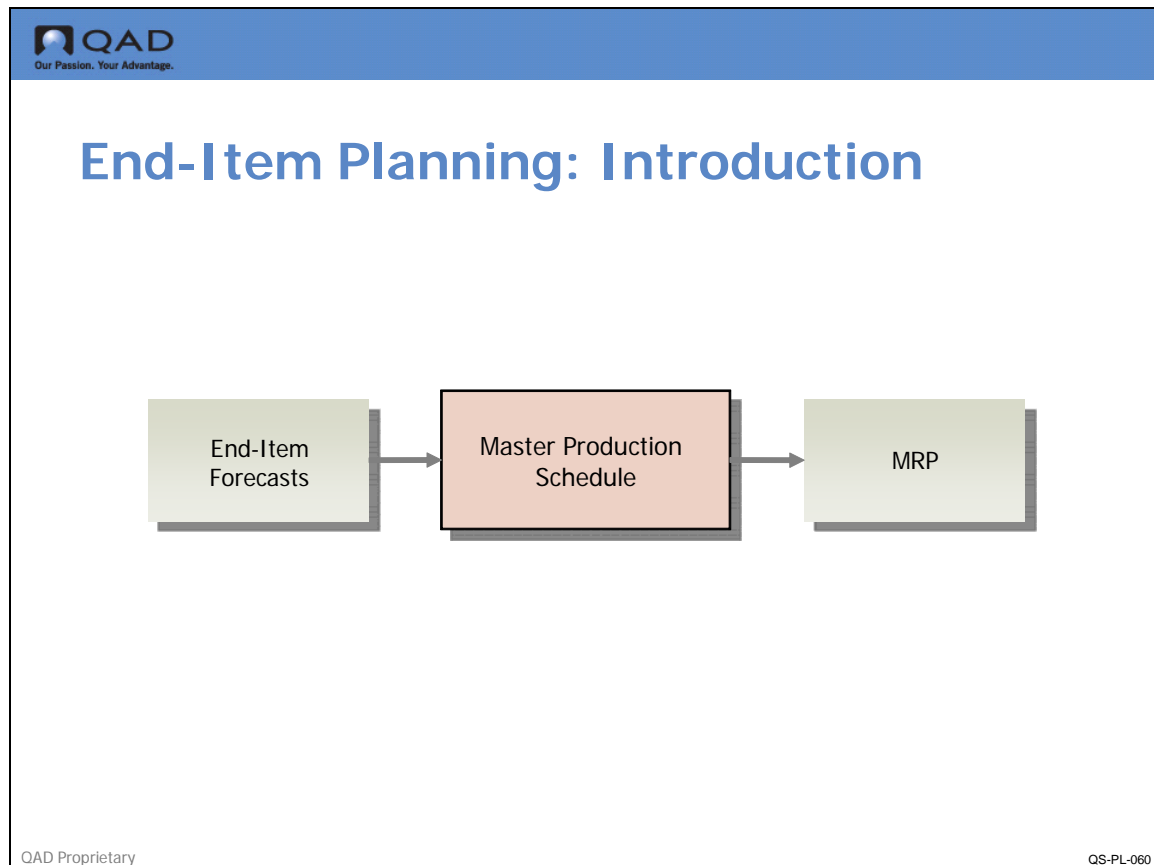 QAD
Our Passion. Your Advantage.
End-Item Planning: Introduction
End-Item
Forecasts
Master Production
Schedule
MRP
QAD Proprietary
QS-PL-060